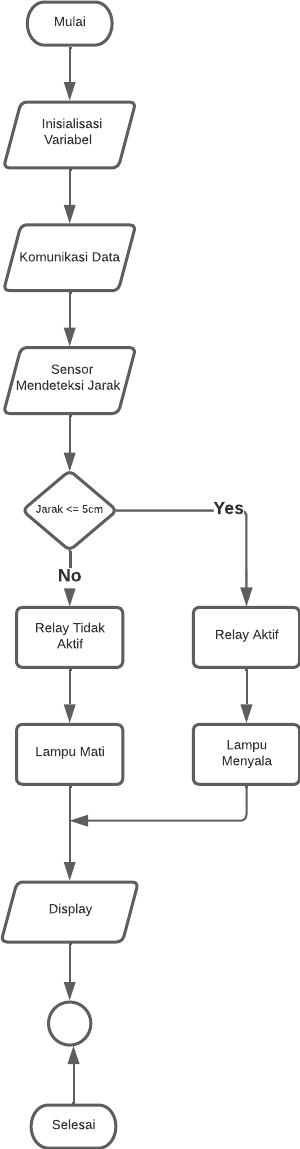 Mulai
Inisialisasi
Variabel
Komunikasi Data
Sensor
Mendeteksi Jarak
Jarak <= 5cm
Yes
No
Relay Tidak
Aktif
Relay Aktif
Lampu Mati
Lampu
Menyala
Display
Selesai